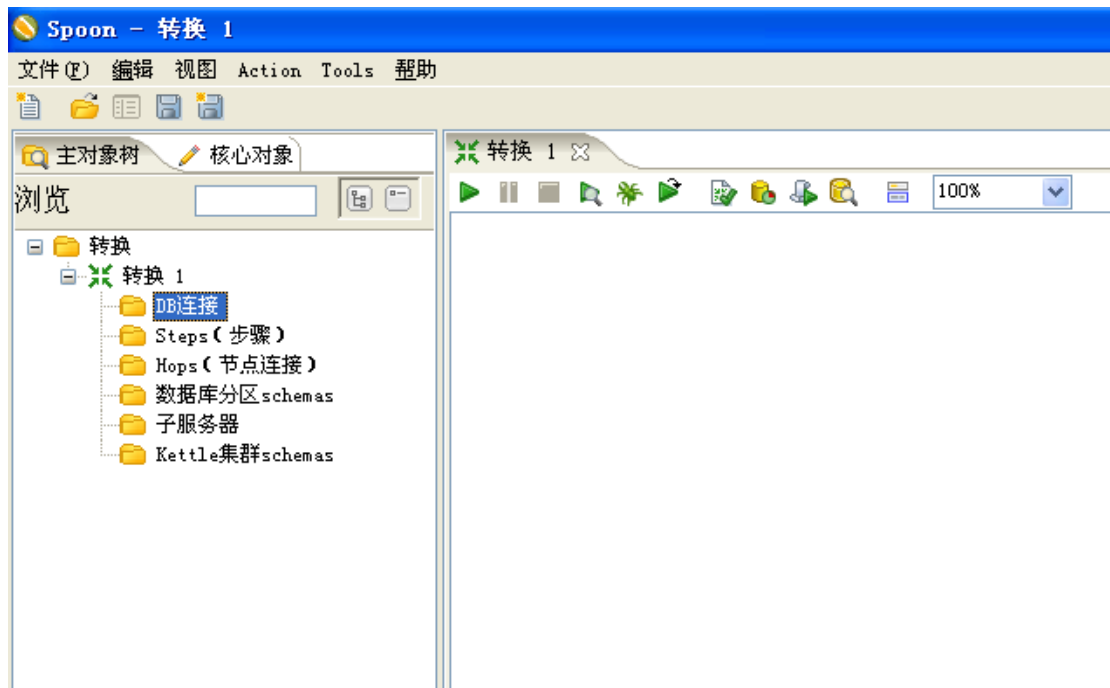 Spoon - 转换 1
文件(F) 编辑 视图 Action Tools 帮助
主对象树 核心对象
转换 1
浏览
100%
转换
转换 1
DB连接
Steps(步骤)
Hops(节点连接)
数据库分区schemas
子服务器
Kettle集群schemas